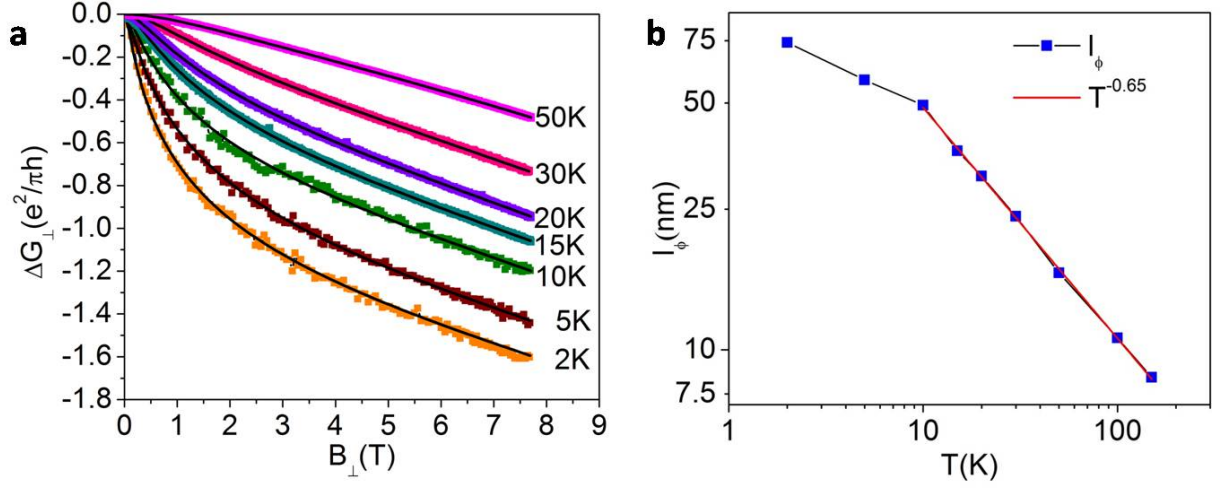 a
0.0
-0.2
-0.4
-0.6
-0.8
-1.0
-1.2
-1.4
-1.6
-1.8
ΔG⊥(e²/πh)
50K
30K
20K
15K
10K
5K
2K
0 1 2 3 4 5 6 7 8 9
B⊥(T)
b
75
50
25
10
7.5
lϕ(nm)
lϕ
T^-0.65
1 10 100
T(K)